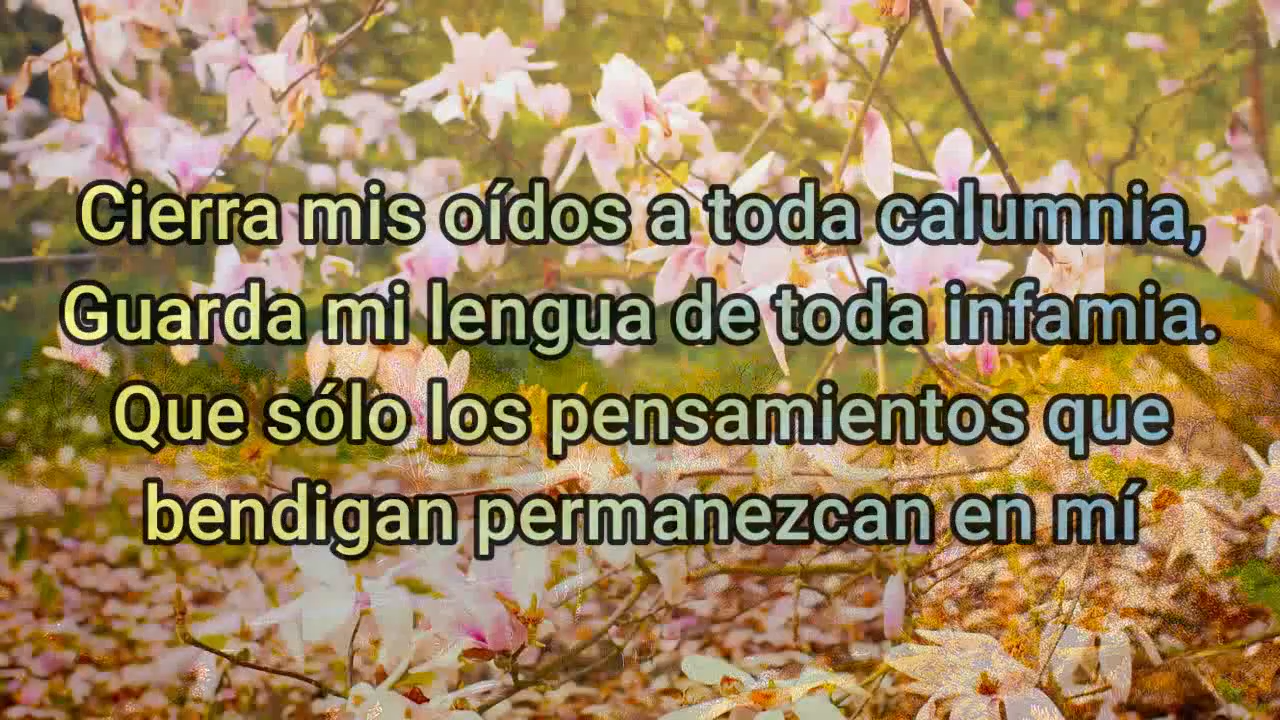 Cierra mis oídos a toda calumnia,
Guarda mi lengua de toda infamia.
Que sólo los pensamientos que
bendigan permanezcan en mí